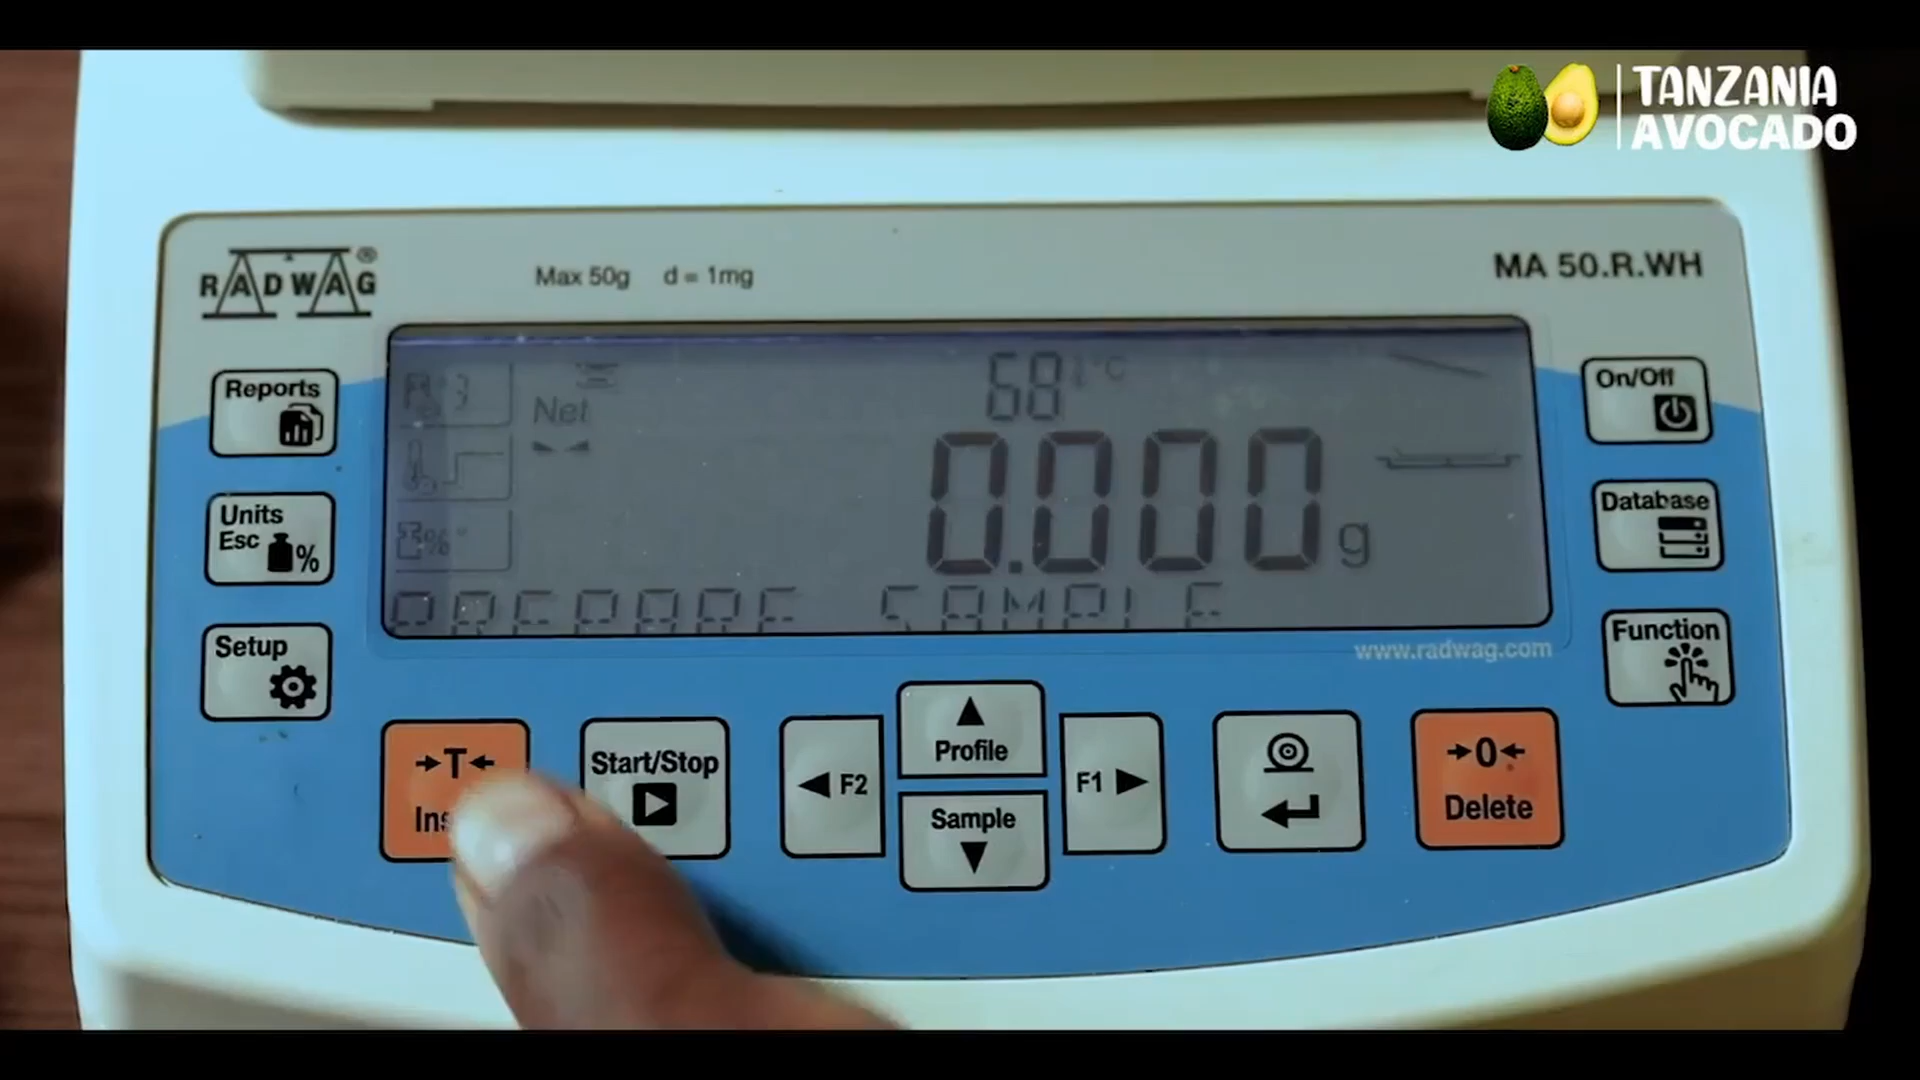 TANZANIA
AVOCADO
RADWAG®
Max 50g d = 1mg
MA 50.R.WH
Reports
Units
Esc
%
Setup
Net
68 °C
0.000 g
%
PREPARE SAMPLE
On/Off
Database
Function
www.radwag.com
→T←
Start/Stop
F2
Profile
Sample
F1
→0←
Delete